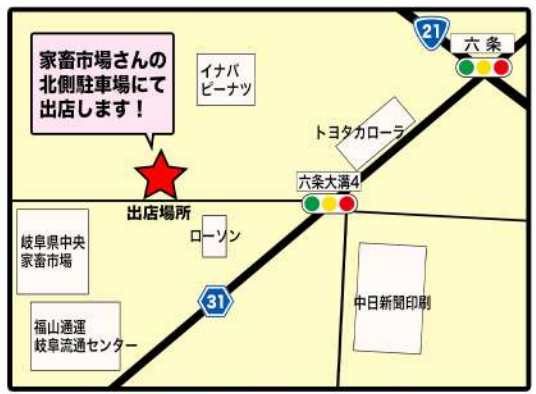 21
六条
家畜市場さんの
北側駐車場にて
出店します！
イナバ
ピーナツ
トヨタカローラ
六条大溝4
出店場所
ローソン
岐阜県中央
家畜市場
31
中日新聞印刷
福山通運
岐阜流通センター